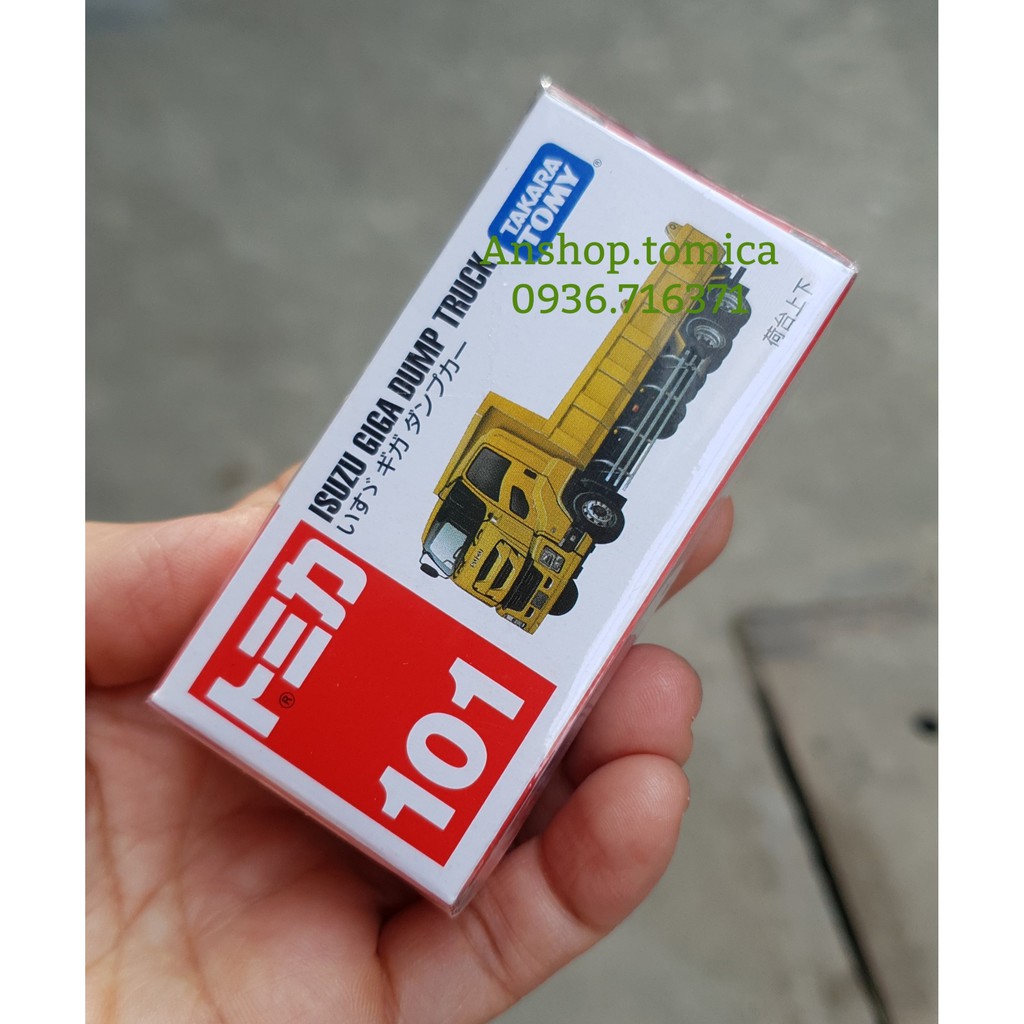 TAKARA
TOMY
®
Anshop.tomica
0936.716371
ISUZU GIGA DUMP TRUCK
いすゞ ギガ ダンプカー
荷台上下
トミカ
®
101